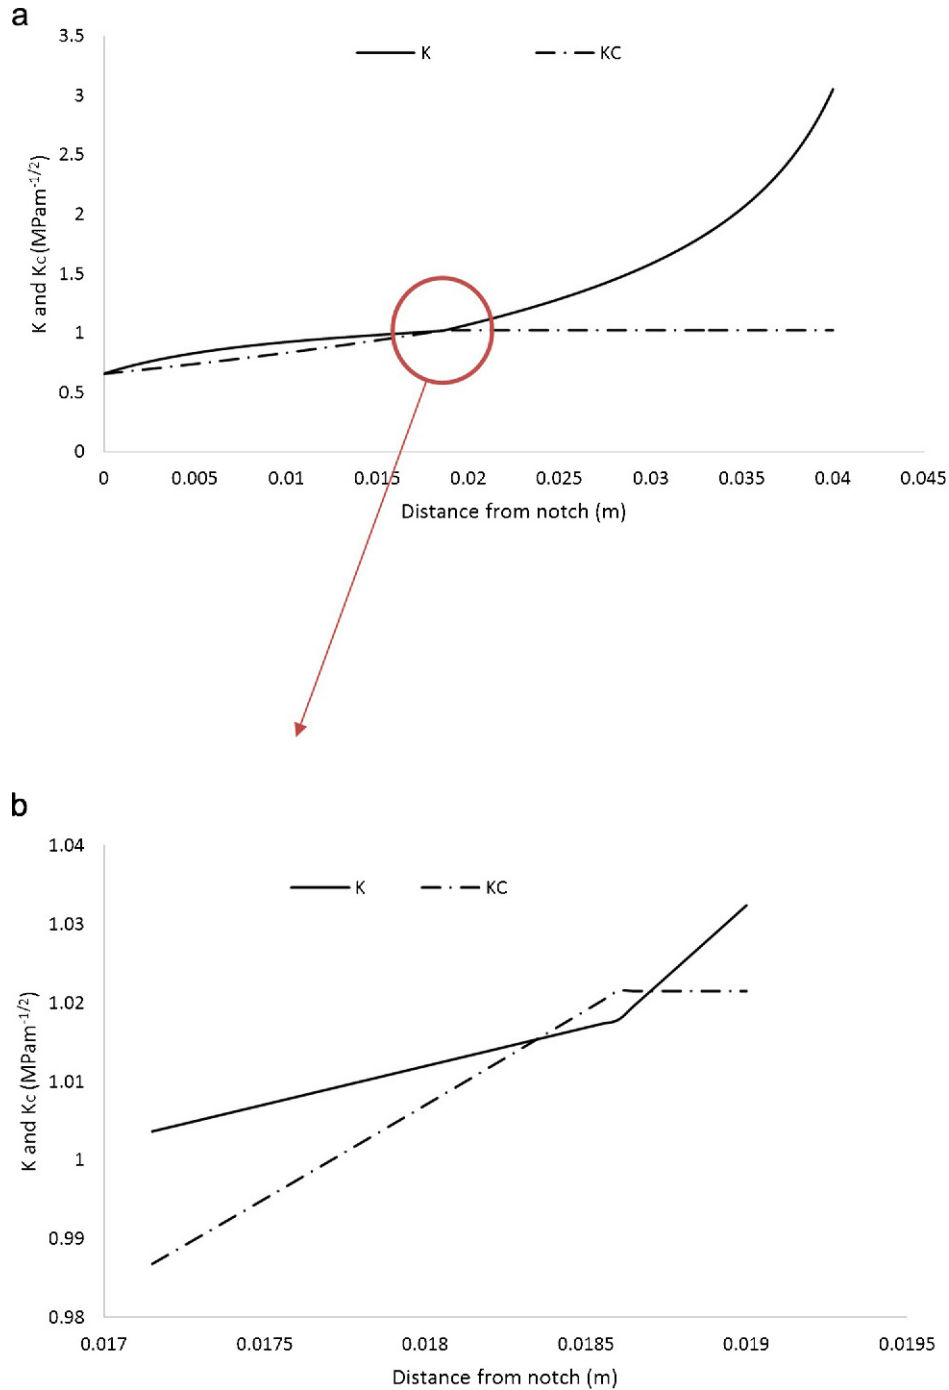 a
3.5
K KC
3
2.5
2
1.5
1
0.5
0
K and Kc (MPam-1/2)
0 0.005 0.01 0.015 0.02 0.025 0.03 0.035 0.04 0.045
Distance from notch (m)
b
1.04
K KC
1.03
1.02
1.01
1
0.99
0.98
K and Kc (MPam-1/2)
0.017 0.0175 0.018 0.0185 0.019 0.0195
Distance from notch (m)